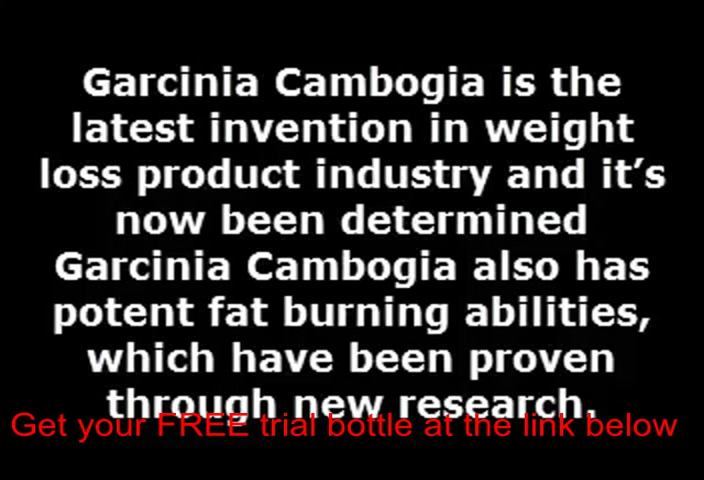 Garcinia Cambogia is the
latest invention in weight
loss product industry and it’s
now been determined
Garcinia Cambogia also has
potent fat burning abilities,
which have been proven
through new research.
Get your FREE trial bottle at the link below